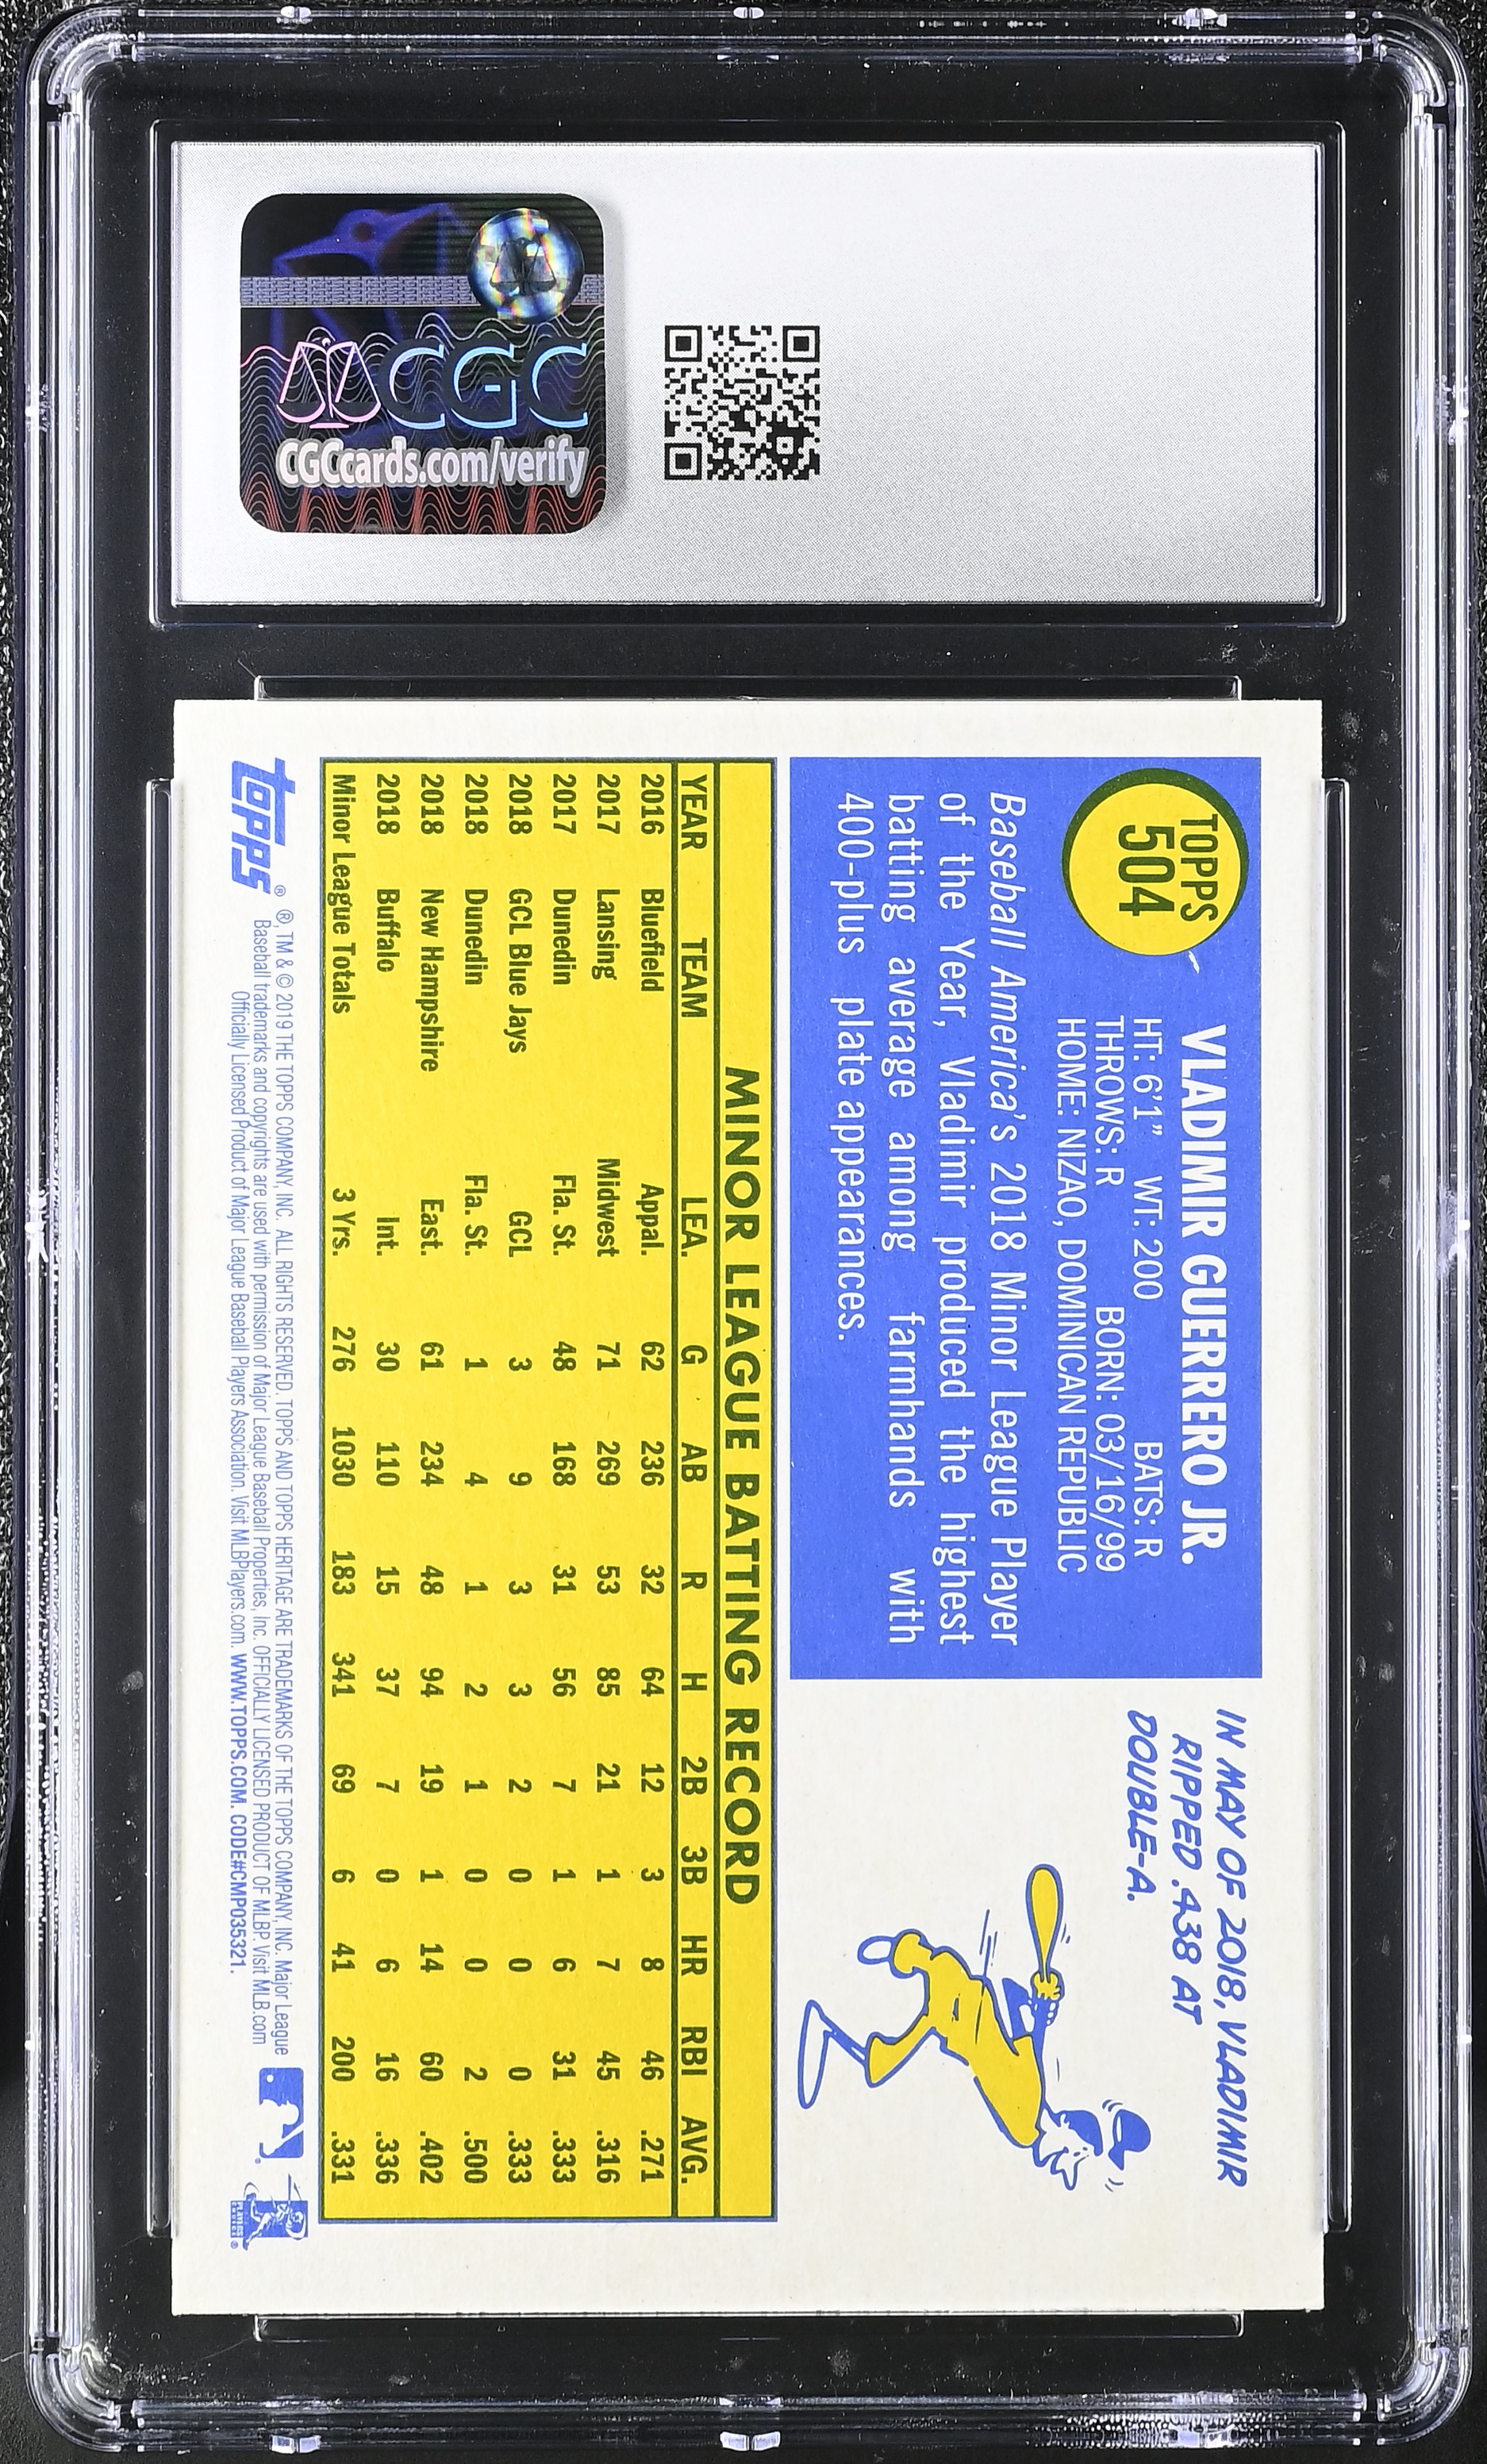 CGC
CGCcards.com/verify
TOPPS
504
VLADIMIR GUERRERO JR.
HT: 6'1" WT: 200 BATS: R
THROWS: R BORN: 03/16/99
HOME: NIZAO, DOMINICAN REPUBLIC
Baseball America's 2018 Minor League Player
of the Year, Vladimir produced the highest
batting average among farmhands with
400-plus plate appearances.
IN MAY OF 2018, VLADIMIR
RIPPED .438 AT
DOUBLE-A.
MINOR LEAGUE BATTING RECORD
YEAR TEAM LEA. G AB R H 2B 3B HR RBI AVG.
2016 Bluefield Appal. 62 236 32 64 12 3 8 46 .271
2017 Lansing Midwest 71 269 53 85 21 1 7 45 .316
2017 Dunedin Fla. St. 48 168 31 56 7 1 6 31 .333
2018 GCL Blue Jays GCL 3 9 3 3 2 0 0 0 .333
2018 Dunedin Fla. St. 1 4 1 2 1 0 0 2 .500
2018 New Hampshire East. 61 234 48 94 19 1 14 60 .402
2018 Buffalo Int. 30 110 15 37 7 0 6 16 .336
Minor League Totals 3 Yrs. 276 1030 183 341 69 6 41 200 .331
topps®
®, TM & © 2019 THE TOPPS COMPANY, INC. ALL RIGHTS RESERVED. TOPPS AND TOPPS HERITAGE ARE TRADEMARKS OF THE TOPPS COMPANY, INC. Major League
Baseball trademarks and copyrights are used with permission of Major League Baseball Properties, Inc. OFFICIALLY LICENSED PRODUCT OF MLBP. Visit MLB.com
Officially Licensed Product of Major League Baseball Players Association. Visit MLBPlayers.com. WWW.TOPPS.COM. CODE#CMP035321.